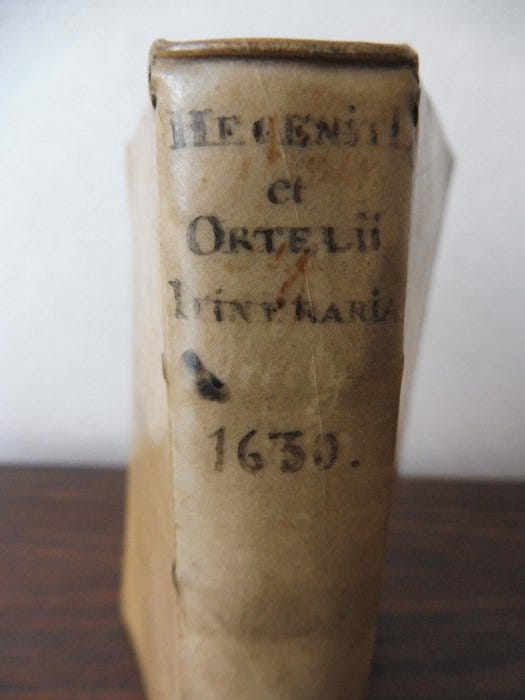 HEGENITI
et
ORTELii
ItinERARIA
1630.